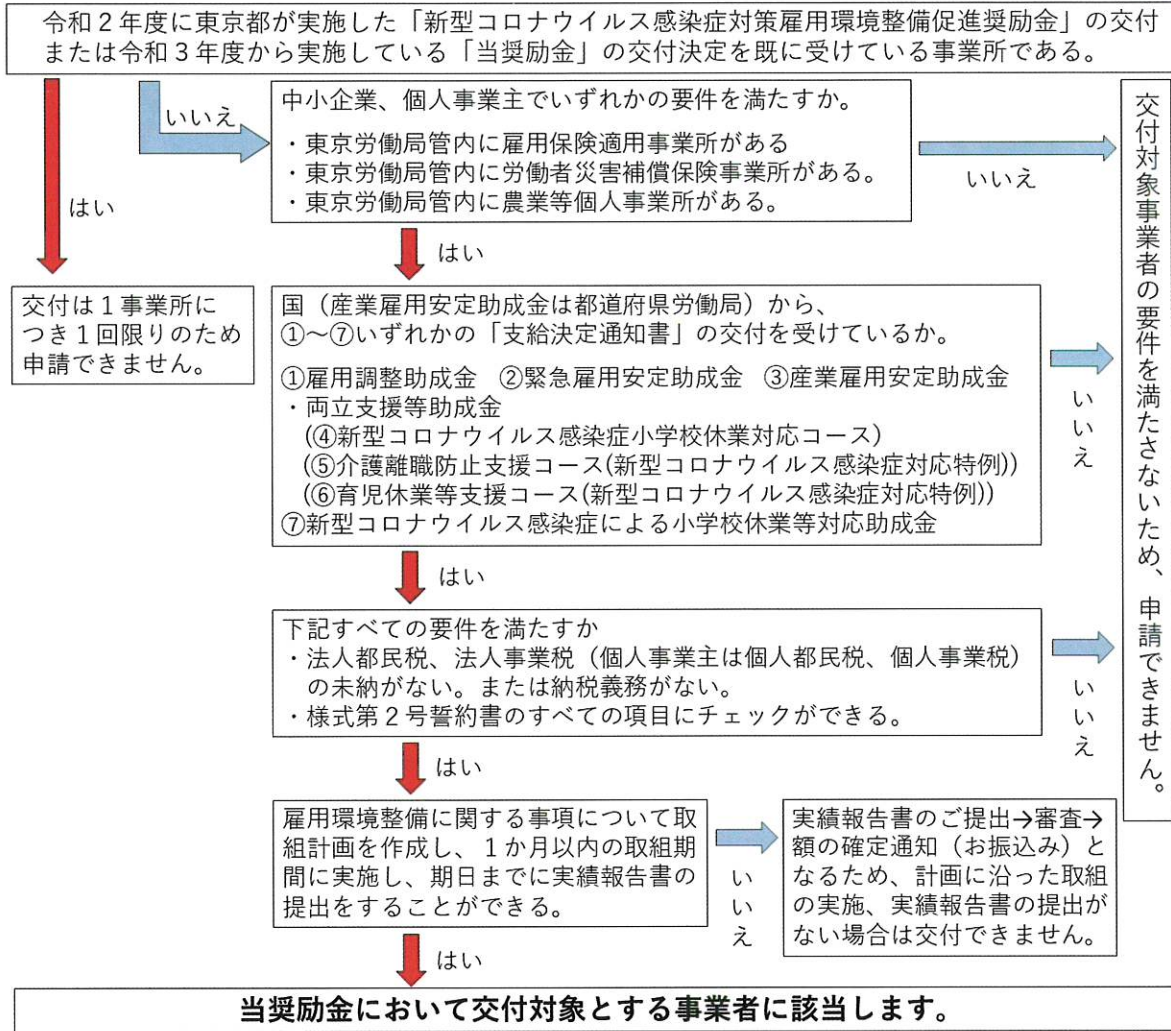 令和２年度に東京都が実施した「新型コロナウイルス感染症対策雇用環境整備促進奨励金」の交付
または令和３年度から実施している「当奨励金」の交付決定を既に受けている事業所である。
いいえ
はい
中小企業、個人事業主でいずれかの要件を満たすか。
・東京労働局管内に雇用保険適用事業所がある
・東京労働局管内に労働者災害補償保険事業所がある。
・東京労働局管内に農業等個人事業所がある。
いいえ
はい
交付は１事業所に
つき１回限りのため
申請できません。
国（産業雇用安定助成金は都道府県労働局）から、
①～⑦いずれかの「支給決定通知書」の交付を受けているか。
①雇用調整助成金　②緊急雇用安定助成金　③産業雇用安定助成金
・両立支援等助成金
(④新型コロナウイルス感染症小学校休業対応コース)
(⑤介護離職防止支援コース(新型コロナウイルス感染症対応特例))
(⑥育児休業等支援コース(新型コロナウイルス感染症対応特例))
⑦新型コロナウイルス感染症による小学校休業等対応助成金
いいえ
はい
下記すべての要件を満たすか
・法人都民税、法人事業税（個人事業主は個人都民税、個人事業税）
の未納がない。または納税義務がない。
・様式第２号誓約書のすべての項目にチェックができる。
いいえ
はい
交付対象事業者の要件を満たさないため、申請できません。
雇用環境整備に関する事項について取
組計画を作成し、１か月以内の取組期
間に実施し、期日までに実績報告書の
提出をすることができる。
いいえ
はい
実績報告書のご提出→審査→
額の確定通知（お振込み）と
なるため、計画に沿った取組
の実施、実績報告書の提出が
ない場合は交付できません。
当奨励金において交付対象とする事業者に該当します。